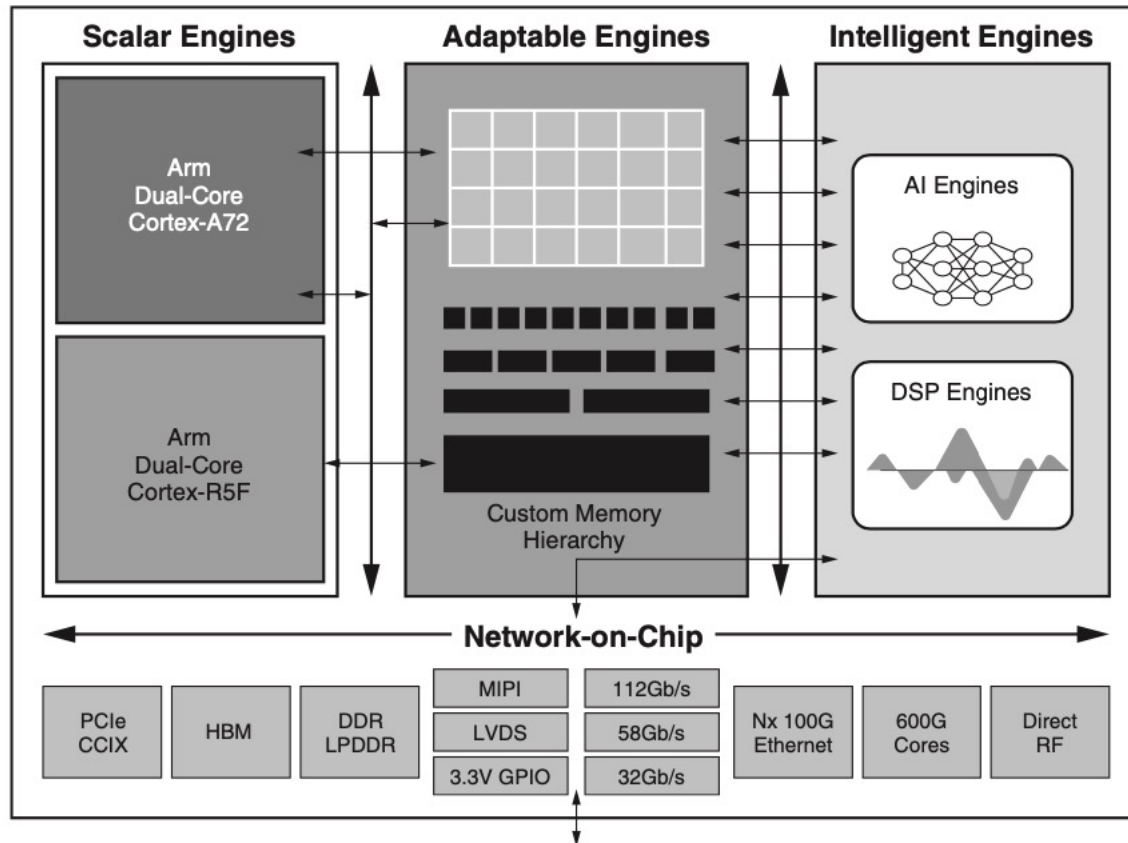 Scalar Engines
Adaptable Engines
Intelligent Engines
Arm
Dual-Core
Cortex-A72
Arm
Dual-Core
Cortex-R5F
Custom Memory
Hierarchy
AI Engines
DSP Engines
Network-on-Chip
PCIe
CCIX
HBM
DDR
LPDDR
MIPI
LVDS
3.3V GPIO
112Gb/s
58Gb/s
32Gb/s
Nx 100G
Ethernet
600G
Cores
Direct
RF